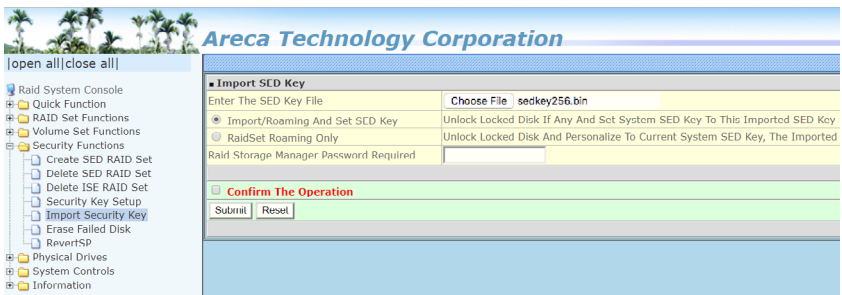 Areca Technology Corporation
|open all|close all|
Raid System Console
Quick Function
RAID Set Functions
Volume Set Functions
Security Functions
Create SED RAID Set
Delete SED RAID Set
Delete ISE RAID Set
Security Key Setup
Import Security Key
Erase Failed Disk
RevertSP
Physical Drives
System Controls
Information
Import SED Key
Enter The SED Key File Choose File sedkey256.bin
Import/Roaming And Set SED Key Unlock Locked Disk If Any And Set System SED Key To This Imported SED Key
RaidSet Roaming Only Unlock Locked Disk And Personalize To Current System SED Key, The Imported
Raid Storage Manager Password Required
Confirm The Operation
Submit Reset